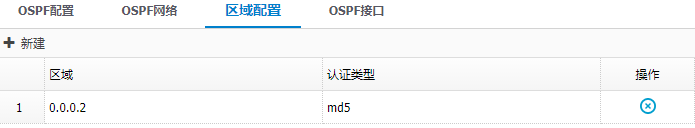 OSPF配置 OSPF网络 区域配置 OSPF接口
+ 新建
区域 认证类型 操作
1 0.0.0.2 md5